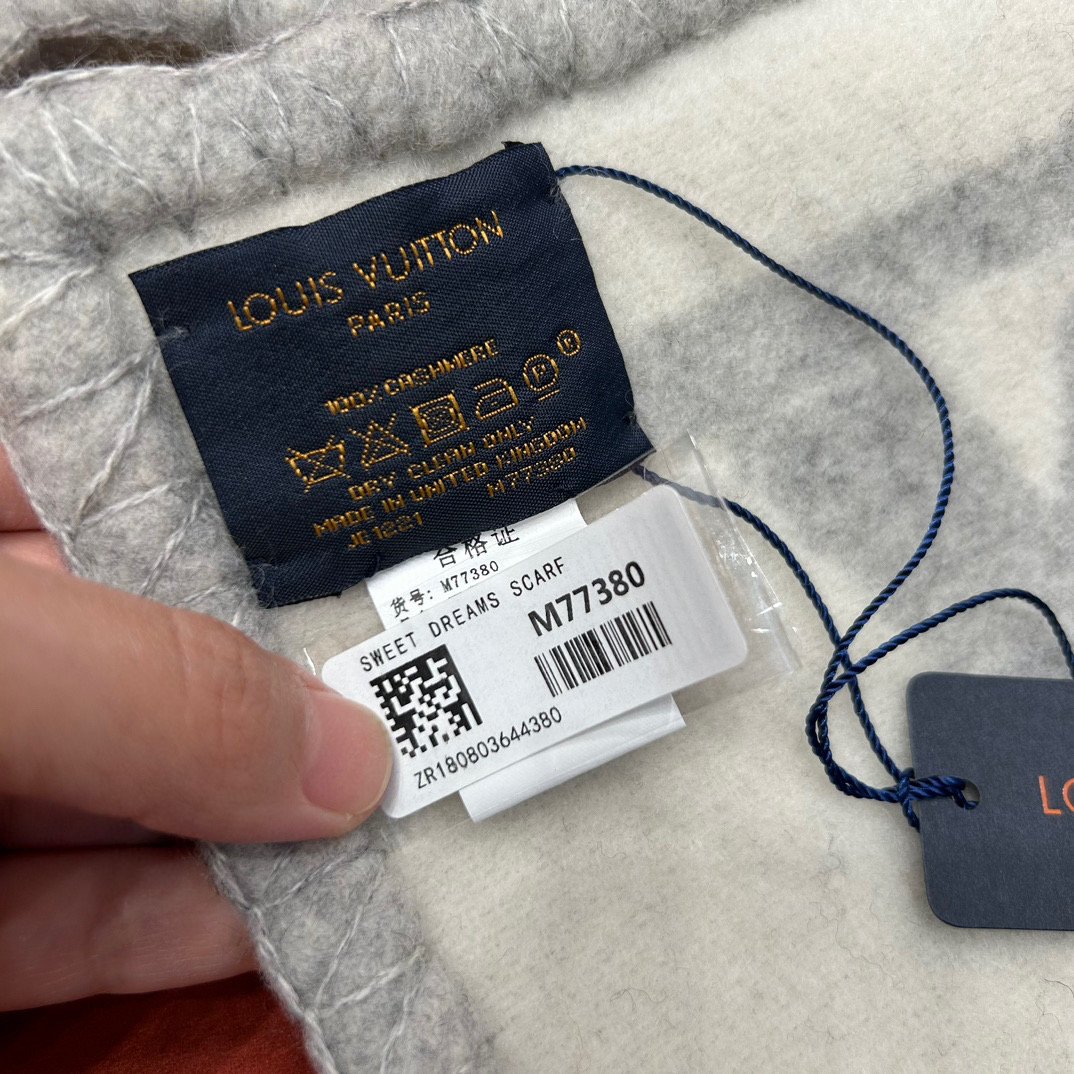 LOUIS VUITTON
PARIS
100% CASHMERE
P
R
DRY CLEAN ONLY
MADE IN UNITED KINGDOM
M77380
JE1221
合格证
货号: M77380
SWEET DREAMS SCARF
M77380
ZR180803644380
LO